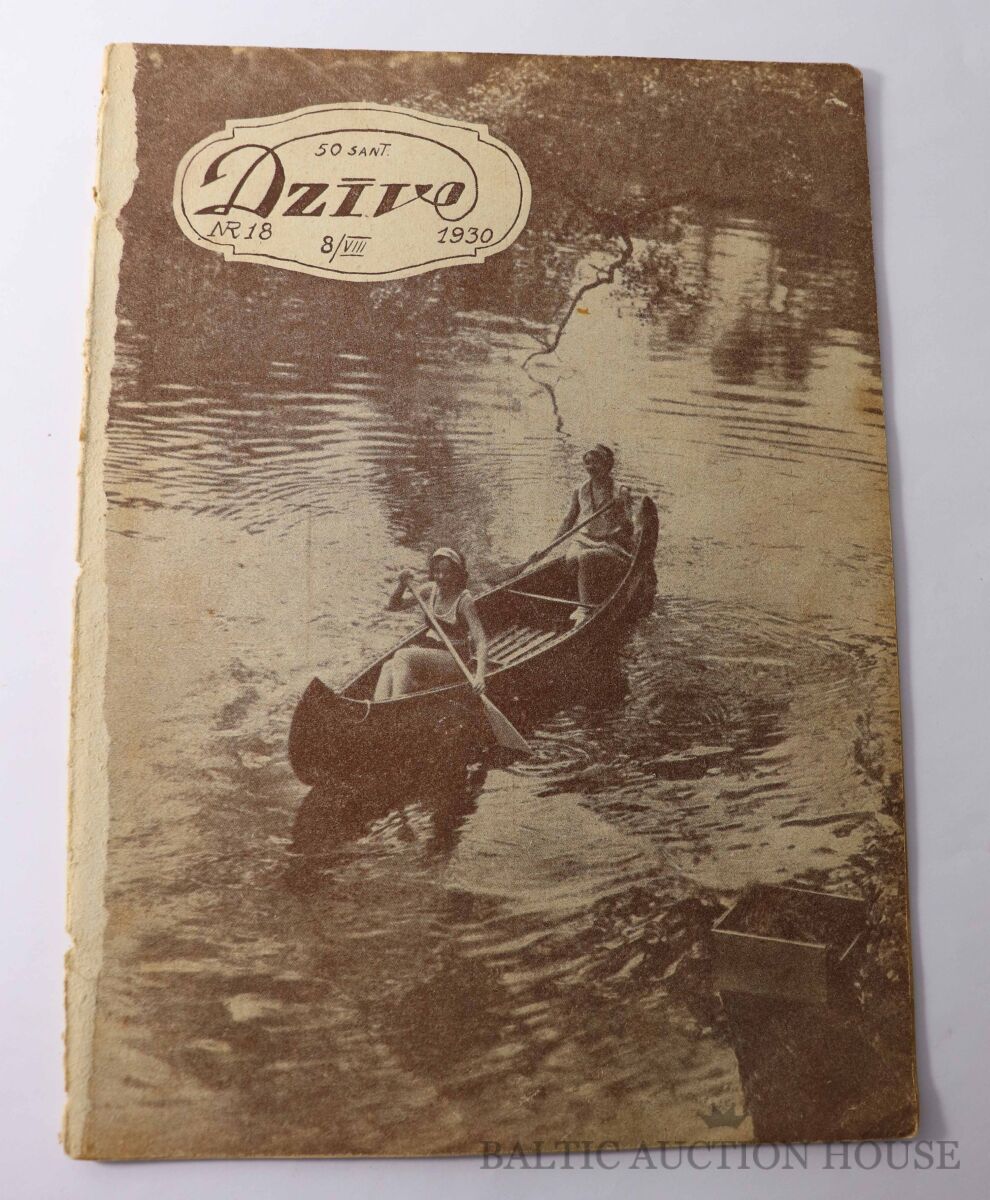 50 SANT.
Dzīve
NR 18 8/VIII 1930
BALTIC AUCTION HOUSE